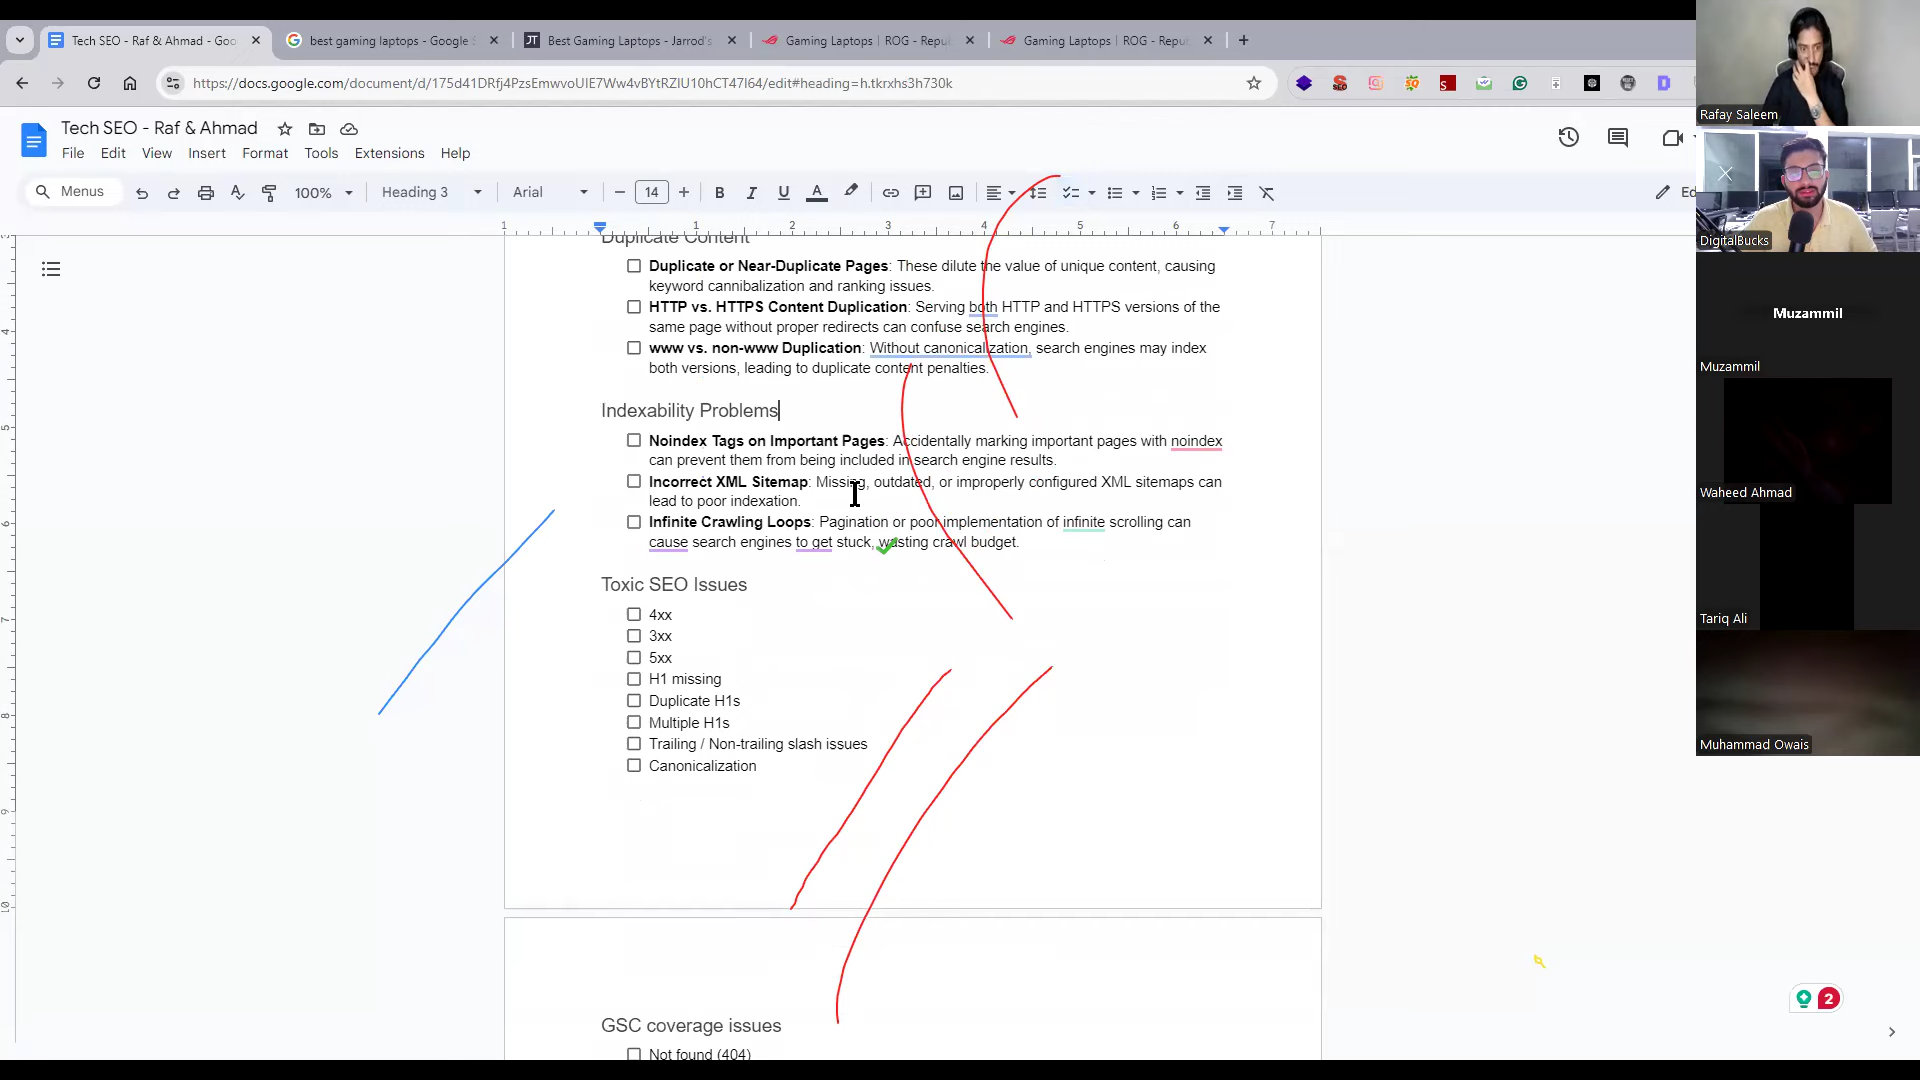 Tech SEO - Raf & Ahmad - Goo
best gaming laptops - Google S
Best Gaming Laptops - Jarrod's
Gaming Laptops | ROG - Repu
Gaming Laptops | ROG - Repu
https://docs.google.com/document/d/175d41DRfj4PzsEmwvoUIE7Ww4vBYtRZIU10hCT47I64/edit#heading=h.tkrxhs3h730k
Tech SEO - Raf & Ahmad
File Edit View Insert Format Tools Extensions Help
Menus 100% Heading 3 Arial 14 B I U A Ed
1 1 2 3 4 5 6 7
Duplicate Content
Duplicate or Near-Duplicate Pages: These dilute the value of unique content, causing
keyword cannibalization and ranking issues.
HTTP vs. HTTPS Content Duplication: Serving both HTTP and HTTPS versions of the
same page without proper redirects can confuse search engines.
www vs. non-www Duplication: Without canonicalization, search engines may index
both versions, leading to duplicate content penalties.
Indexability Problems
Noindex Tags on Important Pages: Accidentally marking important pages with noindex
can prevent them from being included in search engine results.
Incorrect XML Sitemap: Missing, outdated, or improperly configured XML sitemaps can
lead to poor indexation.
Infinite Crawling Loops: Pagination or poor implementation of infinite scrolling can
cause search engines to get stuck, wasting crawl budget.
Toxic SEO Issues
4xx
3xx
5xx
H1 missing
Duplicate H1s
Multiple H1s
Trailing / Non-trailing slash issues
Canonicalization
GSC coverage issues
Not found (404)
Rafay Saleem
DigitalBucks
Muzammil
Muzammil
Waheed Ahmad
Tariq Ali
Muhammad Owais
2